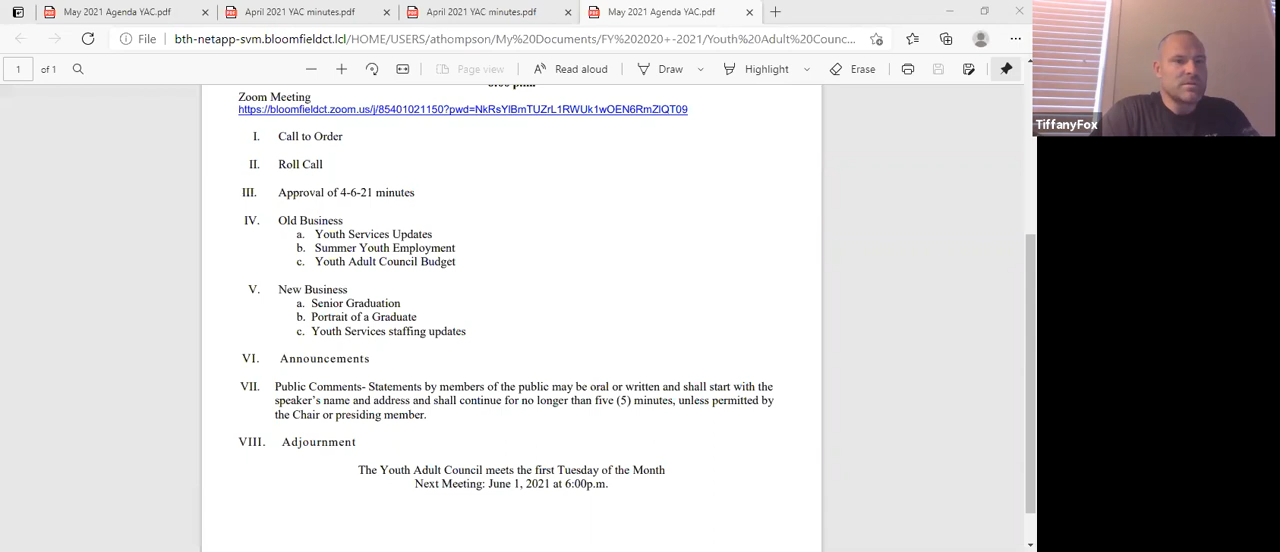 May 2021 Agenda YAC.pdf
April 2021 YAC minutes.pdf
April 2021 YAC minutes.pdf
May 2021 Agenda YAC.pdf
File
bth-netapp-svm.bloomfieldct.lcl/HOME/USERS/athompson/My%20Documents/FY%202020+-2021/Youth%20Adult%20Counc...
1 of 1
Page view
Read aloud
Draw
Highlight
Erase
TiffanyFox
Zoom Meeting
https://bloomfieldct.zoom.us/j/85401021150?pwd=NkRsYlBmTUZrL1RWUk1wOEN6RmZlQT09
I. Call to Order
II. Roll Call
III. Approval of 4-6-21 minutes
IV. Old Business
a. Youth Services Updates
b. Summer Youth Employment
c. Youth Adult Council Budget
V. New Business
a. Senior Graduation
b. Portrait of a Graduate
c. Youth Services staffing updates
VI. Announcements
VII. Public Comments- Statements by members of the public may be oral or written and shall start with the
speaker's name and address and shall continue for no longer than five (5) minutes, unless permitted by
the Chair or presiding member.
VIII. Adjournment
The Youth Adult Council meets the first Tuesday of the Month
Next Meeting: June 1, 2021 at 6:00p.m.